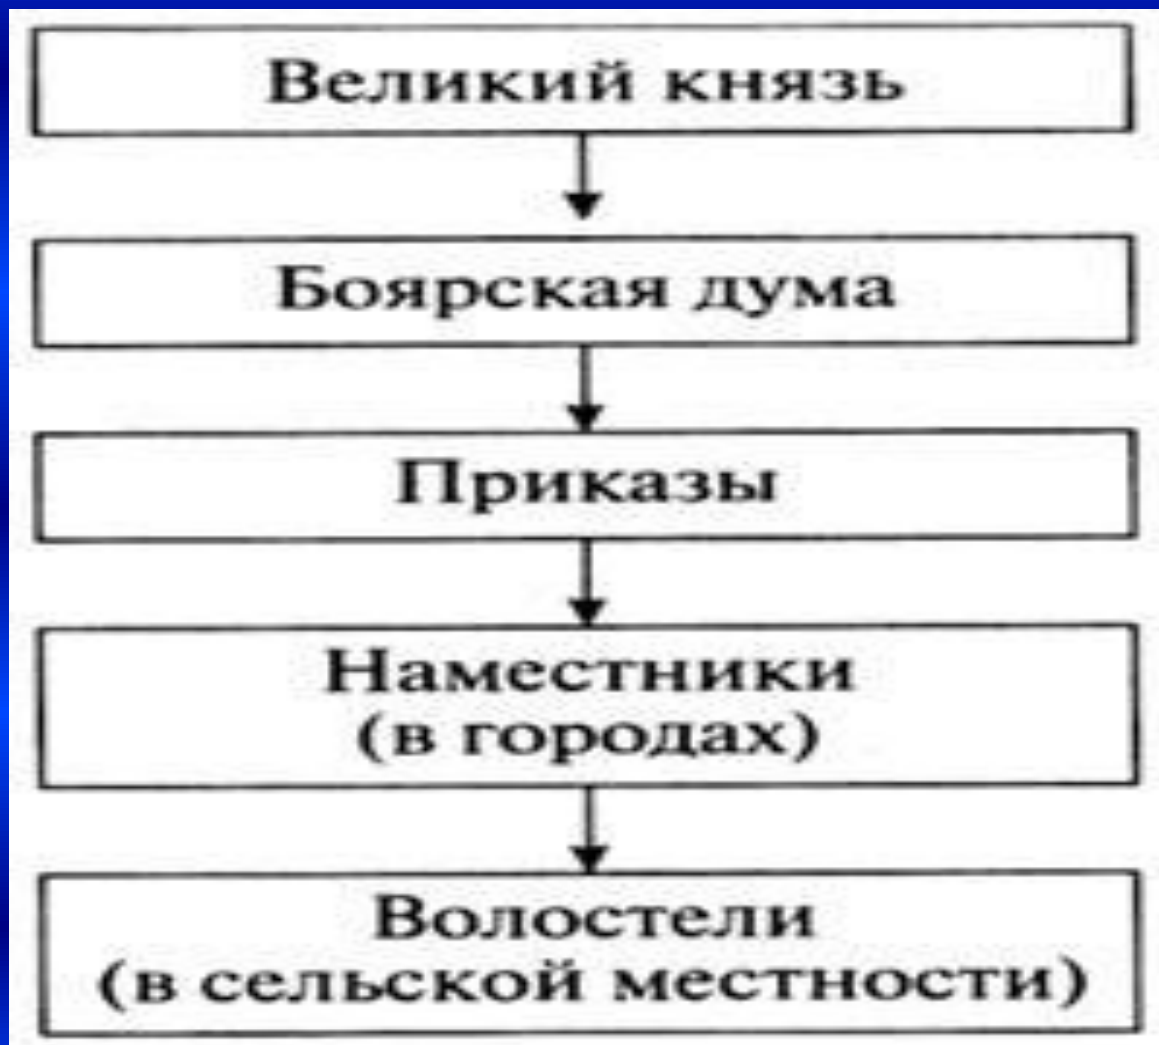 Великий князь
Боярская дума
Приказы
Наместники
(в городах)
Волостели
(в сельской местности)